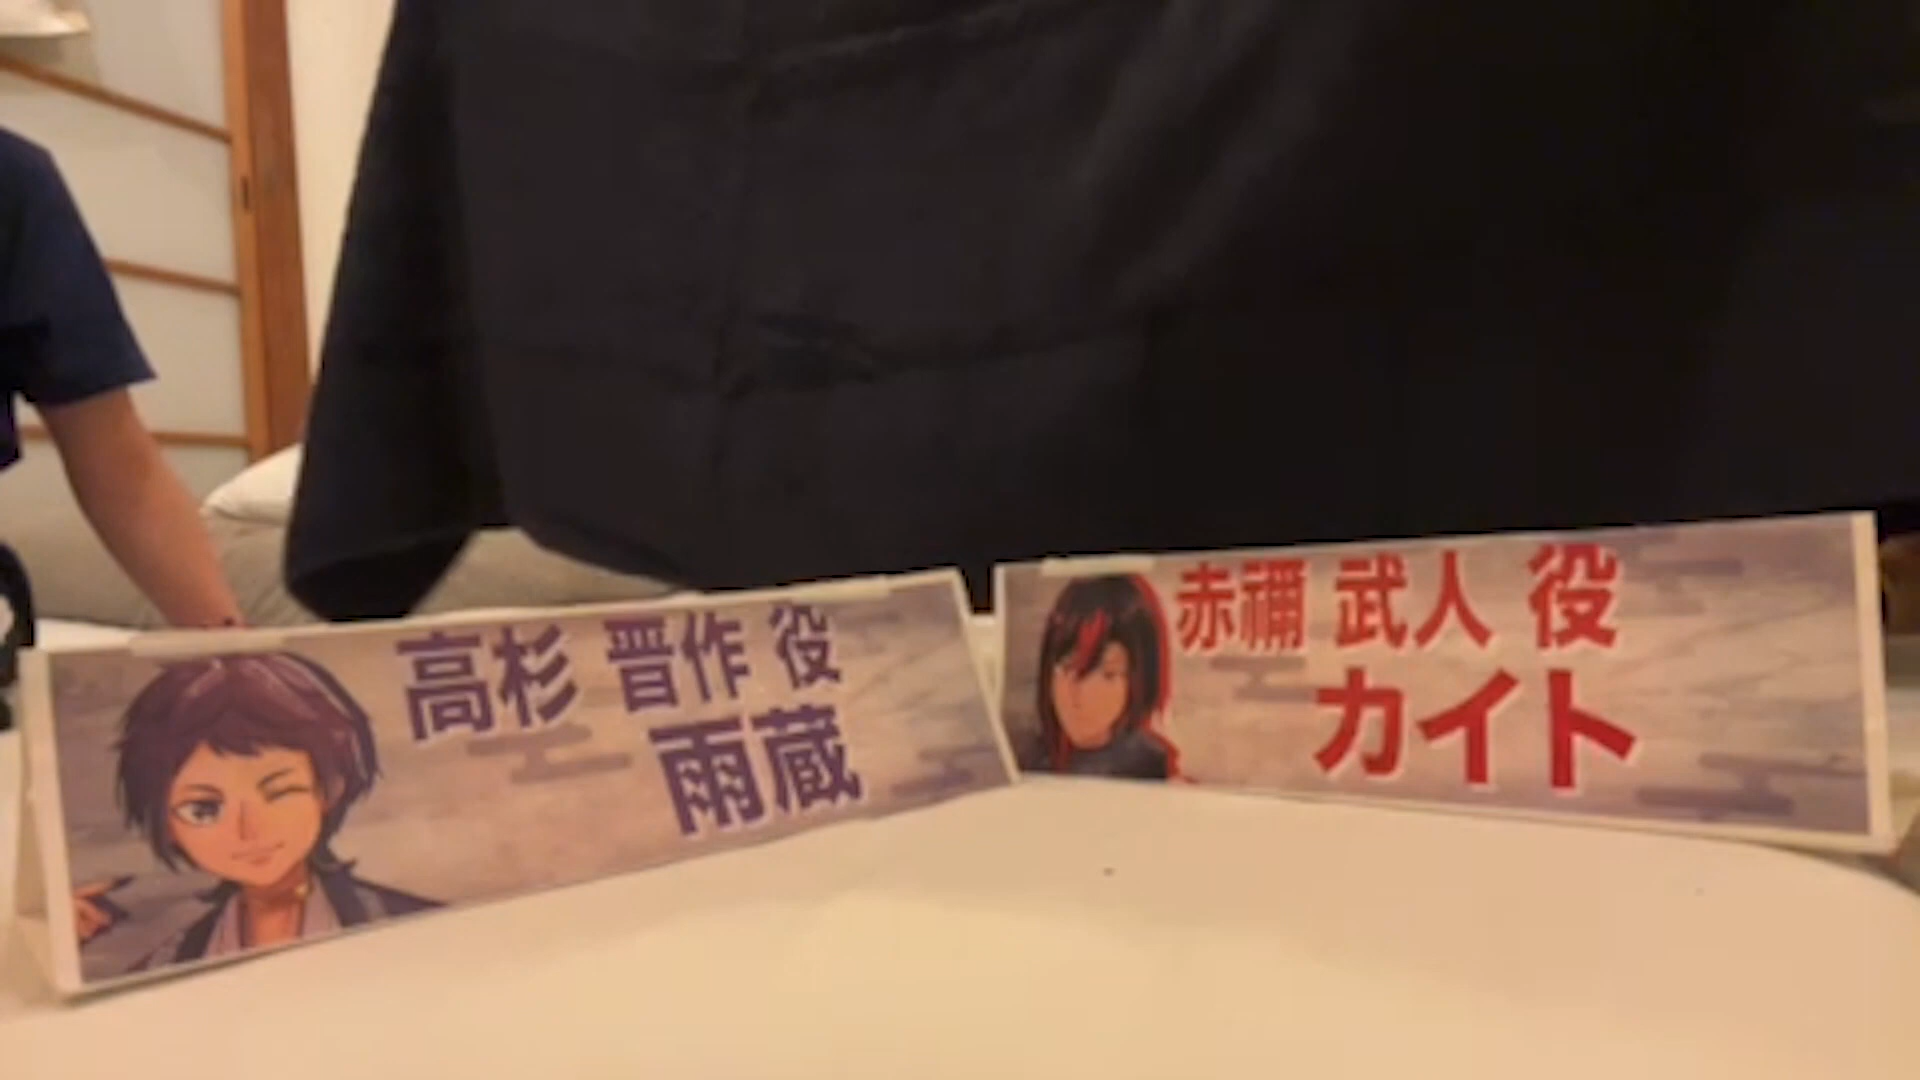 高杉 晋作 役
雨蔵
赤禰 武人 役
カイト